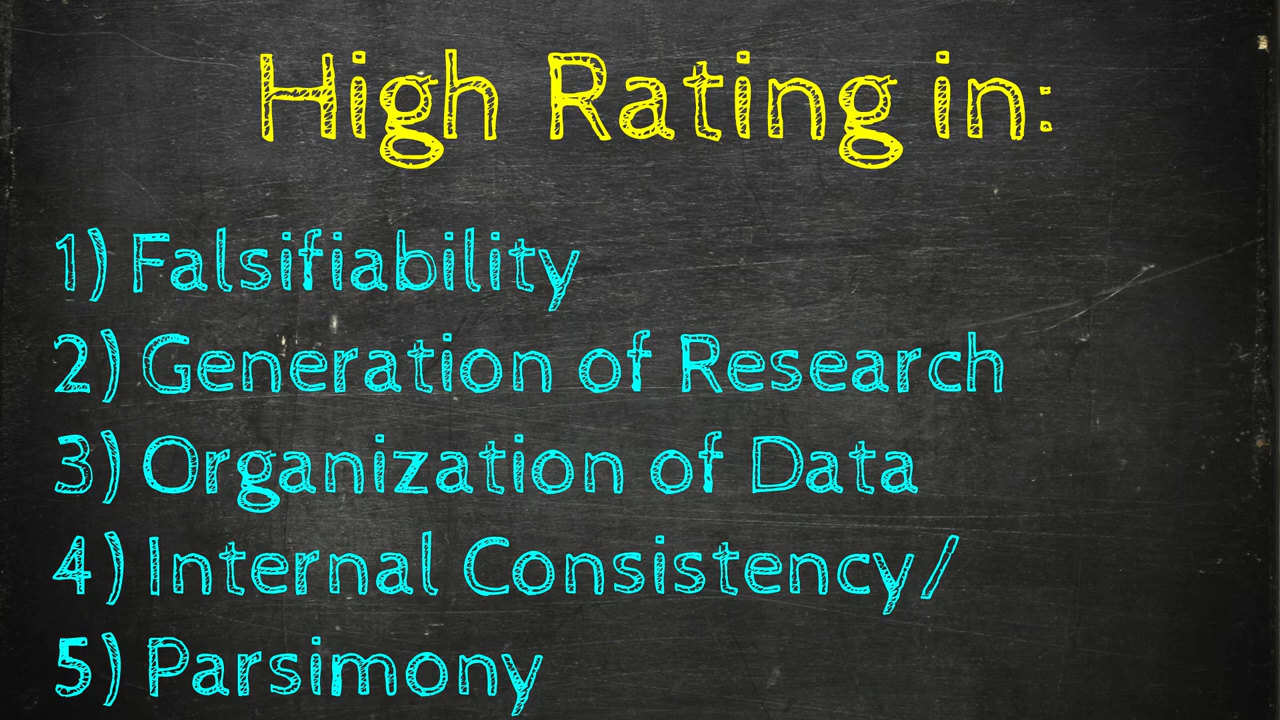 High Rating in:
1) Falsifiability
2) Generation of Research
3) Organization of Data
4) Internal Consistency/
5) Parsimony